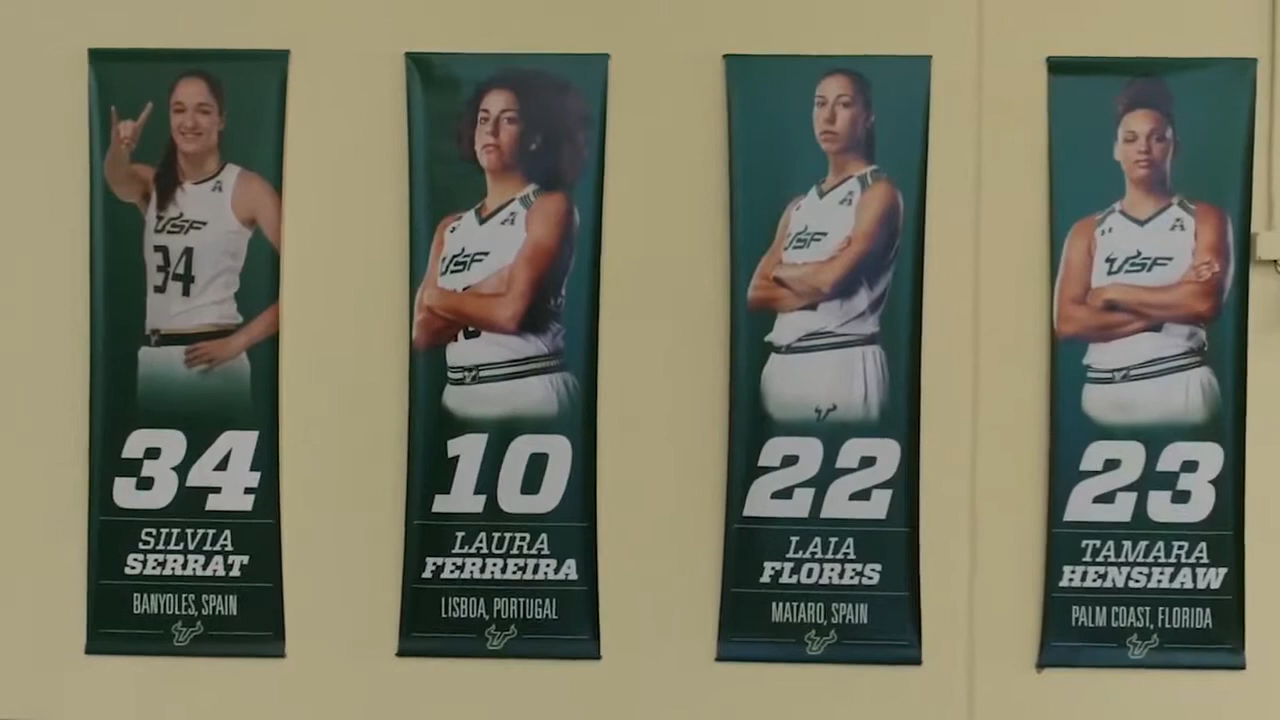 USF
34
34
SILVIA
SERRAT
BANYOLES, SPAIN
USF
10
LAURA
FERREIRA
LISBOA, PORTUGAL
USF
22
LAIA
FLORES
MATARO, SPAIN
USF
23
TAMARA
HENSHAW
PALM COAST, FLORIDA